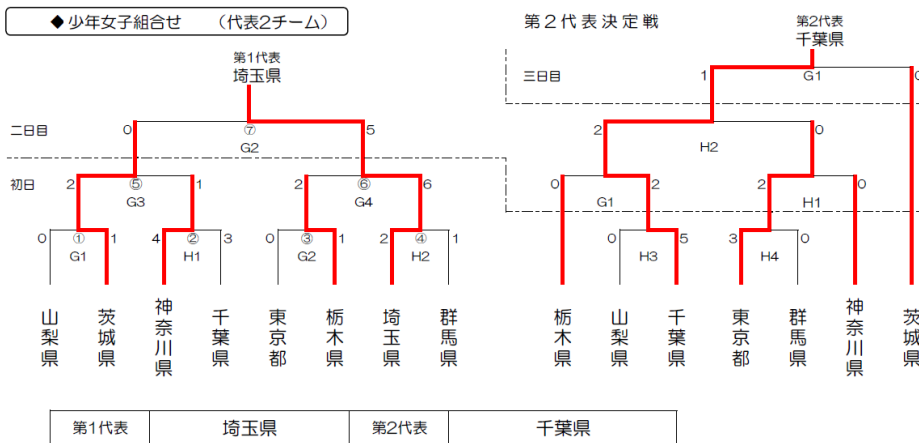 ◆ 少年女子組合せ　（代表2チーム）
第2代表決定戦
第1代表
埼玉県
第2代表
千葉県
三日目
1 G1 0
二日目
0 ⑦ 5
G2
2 0
H2
初日
2 ⑤ 1
G3
2 ⑥ 6
G4
0 2
G1
2 0
H1
0 ① 1
G1
4 ② 3
H1
0 ③ 1
G2
2 ④ 1
H2
0 5
H3
3 0
H4
山梨県
茨城県
神奈川県
千葉県
東京都
栃木県
埼玉県
群馬県
栃木県
山梨県
千葉県
東京都
群馬県
神奈川県
茨城県
第1代表 埼玉県 第2代表 千葉県